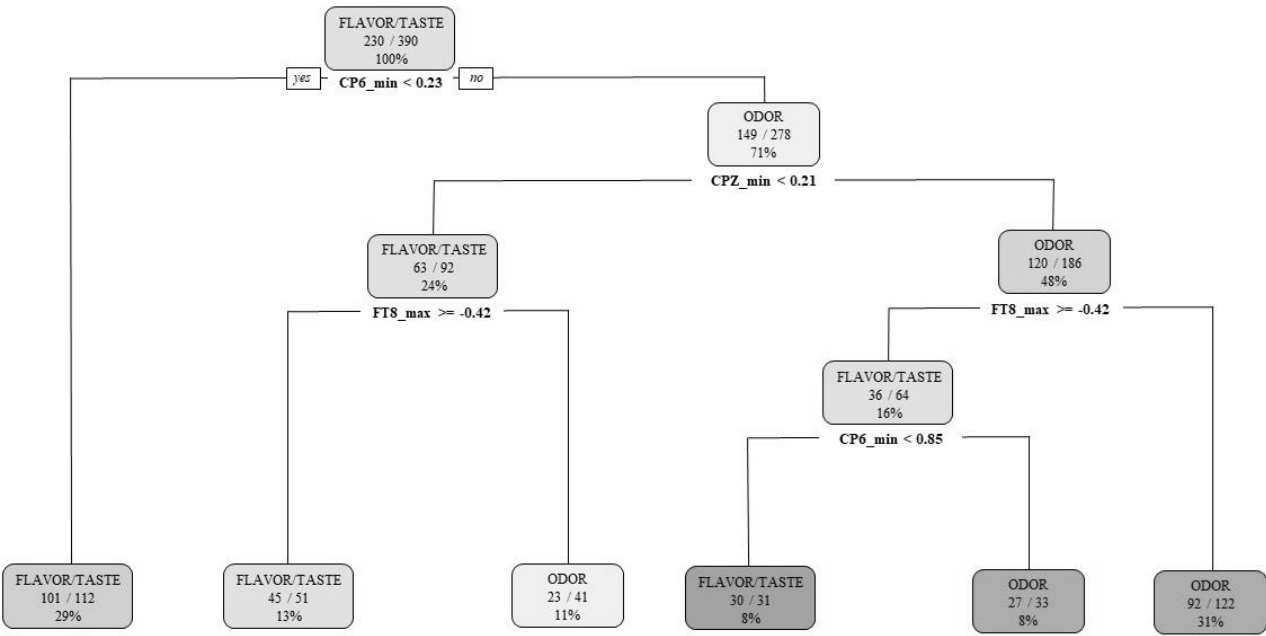 FLAVOR/TASTE
230 / 390
100%
yes CP6_min < 0.23 no
ODOR
149 / 278
71%
CPZ_min < 0.21
FLAVOR/TASTE
63 / 92
24%
FT8_max >= -0.42
ODOR
120 / 186
48%
FT8_max >= -0.42
FLAVOR/TASTE
36 / 64
16%
CP6_min < 0.85
FLAVOR/TASTE
101 / 112
29%
FLAVOR/TASTE
45 / 51
13%
ODOR
23 / 41
11%
FLAVOR/TASTE
30 / 31
8%
ODOR
27 / 33
8%
ODOR
92 / 122
31%